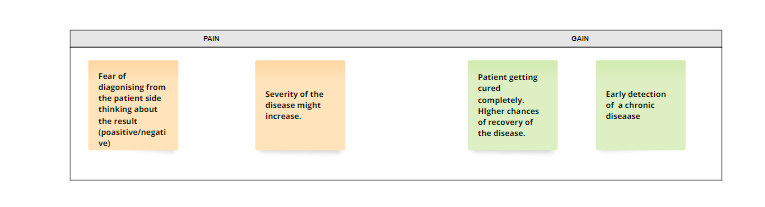 PAIN
GAIN
Fear of
diagonising from
the patient side
thinking about
the result
(poasitive/negati
ve)
Severity of the
disease might
increase.
Patient getting
cured
completely.
HIgher chances
of recovery of
the disease.
Early detection
of a chronic
diseaase